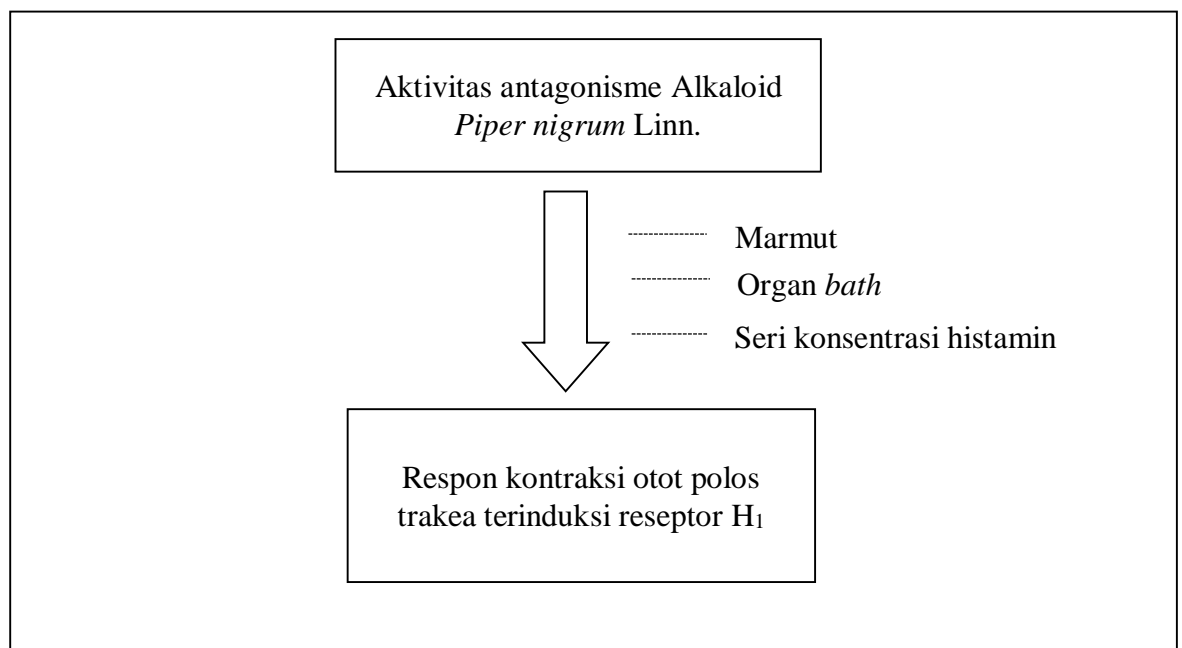 Aktivitas antagonisme Alkaloid
Piper nigrum Linn.
Marmut
Organ bath
Seri konsentrasi histamin
Respon kontraksi otot polos
trakea terinduksi reseptor H₁